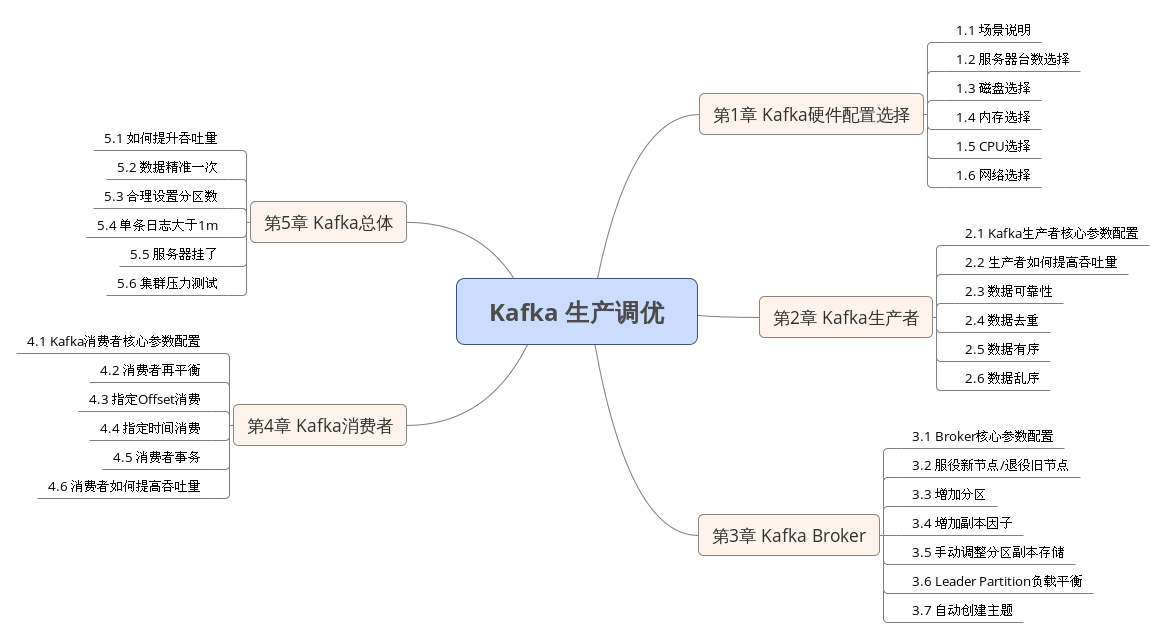 Kafka 生产调优
第1章 Kafka硬件配置选择
1.1 场景说明
1.2 服务器台数选择
1.3 磁盘选择
1.4 内存选择
1.5 CPU选择
1.6 网络选择
第2章 Kafka生产者
2.1 Kafka生产者核心参数配置
2.2 生产者如何提高吞吐量
2.3 数据可靠性
2.4 数据去重
2.5 数据有序
2.6 数据乱序
第3章 Kafka Broker
3.1 Broker核心参数配置
3.2 服役新节点/退役旧节点
3.3 增加分区
3.4 增加副本因子
3.5 手动调整分区副本存储
3.6 Leader Partition负载平衡
3.7 自动创建主题
第4章 Kafka消费者
4.1 Kafka消费者核心参数配置
4.2 消费者再平衡
4.3 指定Offset消费
4.4 指定时间消费
4.5 消费者事务
4.6 消费者如何提高吞吐量
第5章 Kafka总体
5.1 如何提升吞吐量
5.2 数据精准一次
5.3 合理设置分区数
5.4 单条日志大于1m
5.5 服务器挂了
5.6 集群压力测试